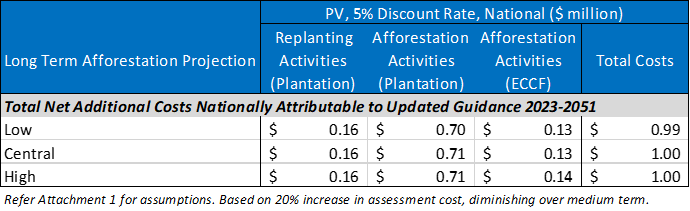 PV, 5% Discount Rate, National ($ million)
Long Term Afforestation Projection
Replanting Activities (Plantation)
Afforestation Activities (Plantation)
Afforestation Activities (ECCF)
Total Costs
Total Net Additional Costs Nationally Attributable to Updated Guidance 2023-2051
Low $ 0.16 $ 0.70 $ 0.13 $ 0.99
Central $ 0.16 $ 0.71 $ 0.13 $ 1.00
High $ 0.16 $ 0.71 $ 0.14 $ 1.00
Refer Attachment 1 for assumptions. Based on 20% increase in assessment cost, diminishing over medium term.